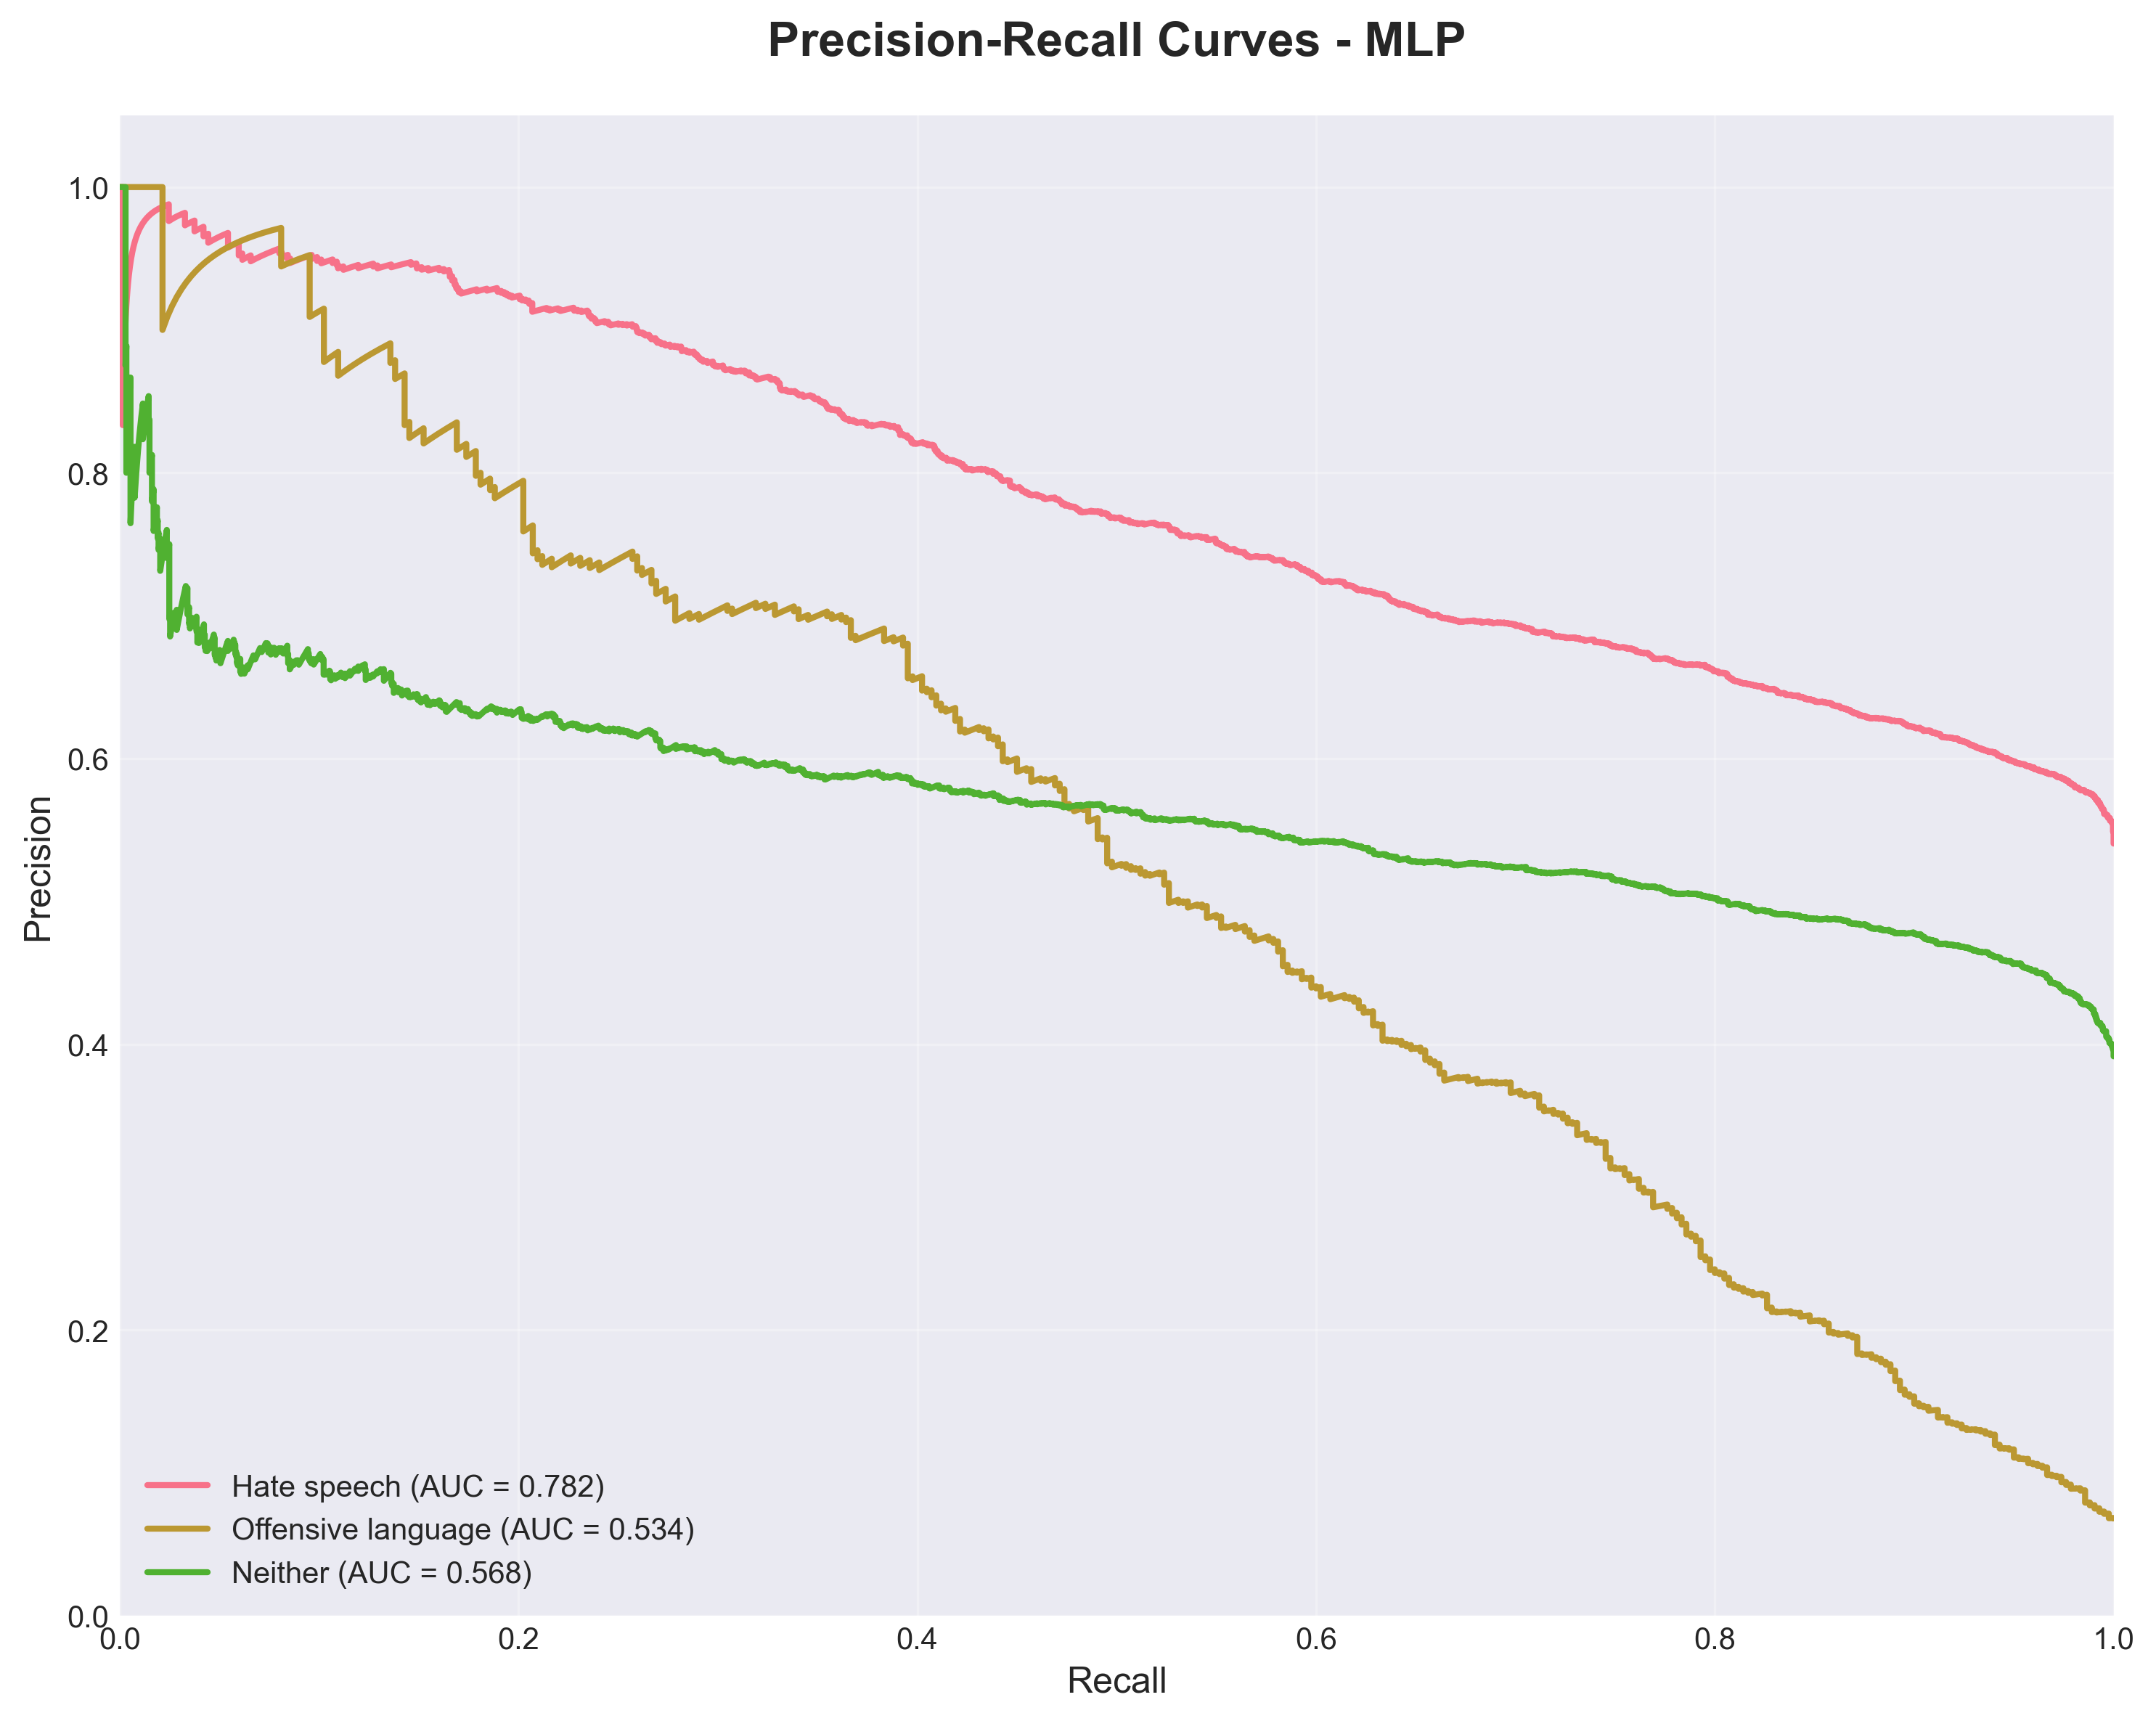 Precision-Recall Curves - MLP
Precision
1.0
0.8
0.6
0.4
0.2
0.0
Hate speech (AUC = 0.782)
Offensive language (AUC = 0.534)
Neither (AUC = 0.568)
0.0 0.2 0.4 0.6 0.8 1.0
Recall